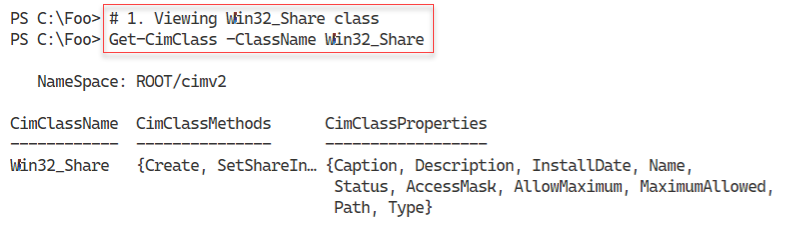 PS C:\Foo> # 1. Viewing Win32_Share class
PS C:\Foo> Get-CimClass -ClassName Win32_Share
NameSpace: ROOT/cimv2
CimClassName CimClassMethods CimClassProperties
------------ --------------- ------------------
Win32_Share {Create, SetShareIn… {Caption, Description, InstallDate, Name,
Status, AccessMask, AllowMaximum, MaximumAllowed,
Path, Type}